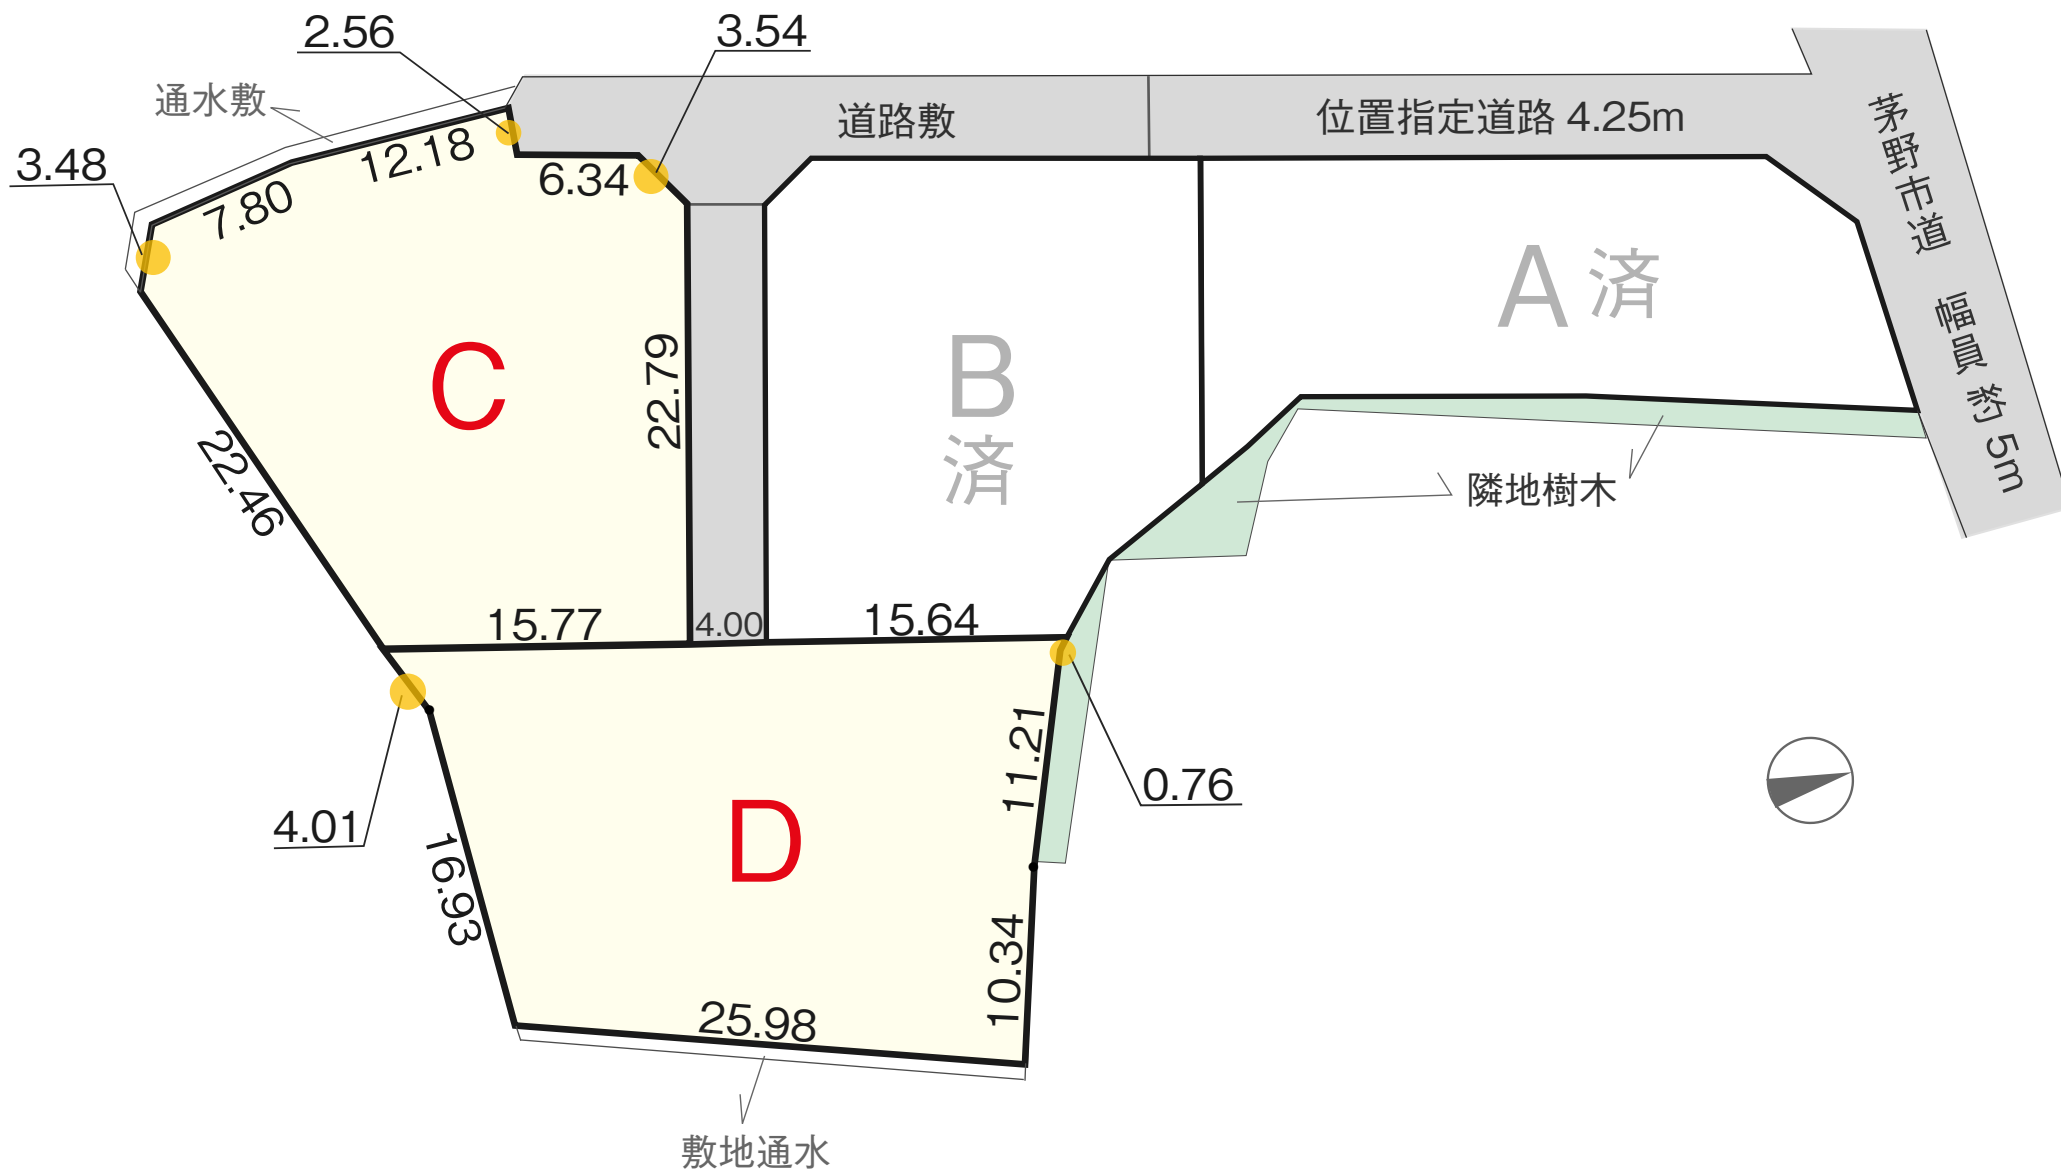 2.56
3.54
通水敷
道路敷
位置指定道路 4.25m
茅野市道 幅員 約 5m
3.48
12.18
6.34
7.80
A 済
C
22.79
B
済
22.46
隣地樹木
15.77
4.00
15.64
11.21
0.76
4.01
D
16.93
10.34
25.98
敷地通水